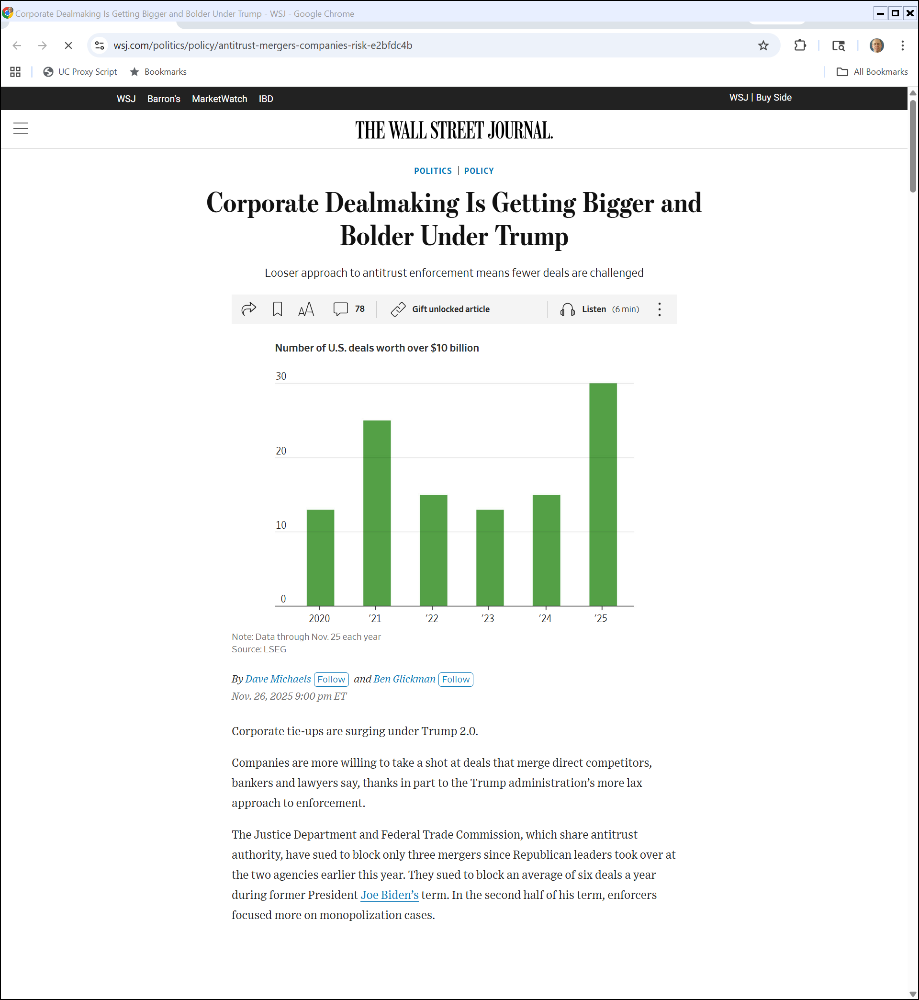 Corporate Dealmaking Is Getting Bigger and Bolder Under Trump - WSJ - Google Chrome
wsj.com/politics/policy/antitrust-mergers-companies-risk-e2bfdc4b
UC Proxy Script Bookmarks All Bookmarks
WSJ Barron's MarketWatch IBD WSJ | Buy Side
THE WALL STREET JOURNAL.
POLITICS | POLICY
Corporate Dealmaking Is Getting Bigger and
Bolder Under Trump
Looser approach to antitrust enforcement means fewer deals are challenged
AA 78 Gift unlocked article Listen (6 min)
Number of U.S. deals worth over $10 billion
30
20
10
0
2020 ’21 ’22 ’23 ’24 ’25
Note: Data through Nov. 25 each year
Source: LSEG
By Dave Michaels Follow and Ben Glickman Follow
Nov. 26, 2025 9:00 pm ET
Corporate tie-ups are surging under Trump 2.0.
Companies are more willing to take a shot at deals that merge direct competitors,
bankers and lawyers say, thanks in part to the Trump administration’s more lax
approach to enforcement.
The Justice Department and Federal Trade Commission, which share antitrust
authority, have sued to block only three mergers since Republican leaders took over at
the two agencies earlier this year. They sued to block an average of six deals a year
during former President Joe Biden’s term. In the second half of his term, enforcers
focused more on monopolization cases.